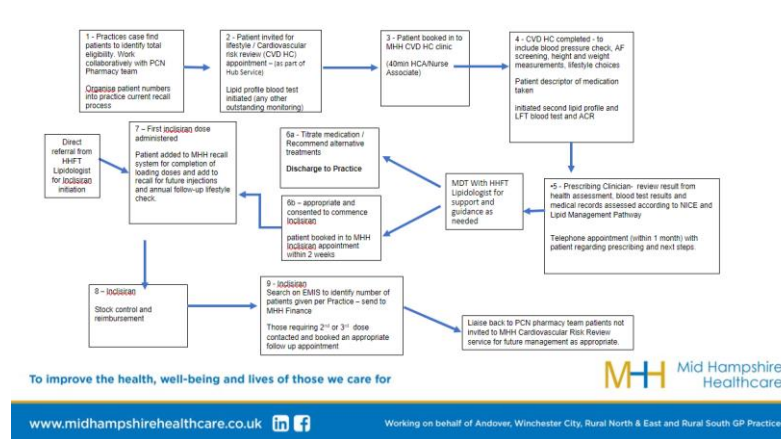 1 - Practices case find
patients to identify total
eligibility. Work
collaboratively with PCN
Pharmacy team
Organise patient numbers
into practice current recall
process
2 - Patient invited for
lifestyle / Cardiovascular
risk review (CVD HC)
appointment – (as part of
Hub Service)
Lipid profile blood test
initiated (any other
outstanding monitoring)
3 - Patient booked in to
MHH CVD HC clinic
(40min HCA/Nurse
Associate)
4 – CVD HC completed - to
include blood pressure check, AF
screening, height and weight
measurements, lifestyle choices
Patient descriptor of medication
taken
initiated second lipid profile and
LFT blood test and ACR
Direct
referral from
HHFT
Lipidologist
for Inclisiran
initiation
7 – First inclisiran dose
administered
Patient added to MHH recall
system for completion of
loading doses and add to
recall for future injections
and annual follow-up lifestyle
check.
6a - Titrate medication /
Recommend alternative
treatments
Discharge to Practice
6b – appropriate and
consented to commence
Inclisiran
patient booked in to MHH
Inclisiran appointment
within 2 weeks
MDT With HHFT
Lipidologist for
support and
guidance as
needed
•5 - Prescribing Clinician- review result from
health assessment, blood test results and
medical records assessed according to NICE and
Lipid Management Pathway
Telephone appointment (within 1 month) with
patient regarding prescribing and next steps.
8 – Inclisiran
Stock control and
reimbursement
9 - Inclisiran
Search on EMIS to identify number of
patients given per Practice – send to
MHH Finance
Those requiring 2nd or 3rd dose
contacted and booked an appropriate
follow up appointment
Liaise back to PCN pharmacy team patients not
invited to MHH Cardiovascular Risk Review
service for future management as appropriate.
To improve the health, well-being and lives of those we care for
MHH Mid Hampshire
Healthcare
www.midhampshirehealthcare.co.uk in f
Working on behalf of Andover, Winchester City, Rural North & East and Rural South GP Practice